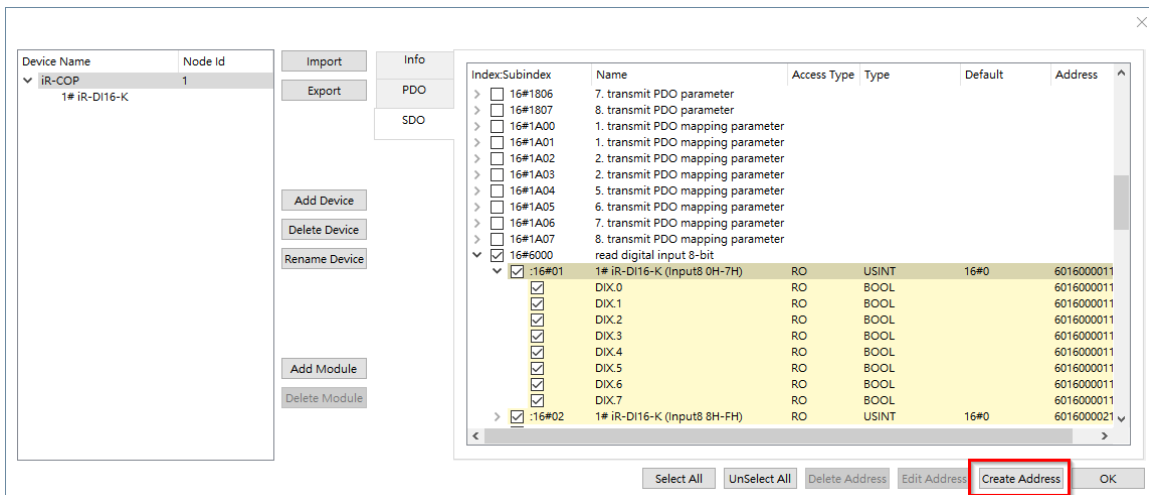 Device Name Node Id
iR-COP 1
1# iR-DI16-K
Import
Export
Add Device
Delete Device
Rename Device
Add Module
Delete Module
Info
PDO
SDO
Index:Subindex Name Access Type Type Default Address
16#1806 7. transmit PDO parameter
16#1807 8. transmit PDO parameter
16#1A00 1. transmit PDO mapping parameter
16#1A01 1. transmit PDO mapping parameter
16#1A02 2. transmit PDO mapping parameter
16#1A03 2. transmit PDO mapping parameter
16#1A04 5. transmit PDO mapping parameter
16#1A05 6. transmit PDO mapping parameter
16#1A06 7. transmit PDO mapping parameter
16#1A07 8. transmit PDO mapping parameter
16#6000 read digital input 8-bit
:16#01 1# iR-DI16-K (Input8 0H-7H) RO USINT 16#0 6016000011
DIX.0 RO BOOL 6016000011
DIX.1 RO BOOL 6016000011
DIX.2 RO BOOL 6016000011
DIX.3 RO BOOL 6016000011
DIX.4 RO BOOL 6016000011
DIX.5 RO BOOL 6016000011
DIX.6 RO BOOL 6016000011
DIX.7 RO BOOL 6016000011
:16#02 1# iR-DI16-K (Input8 8H-FH) RO USINT 16#0 6016000021
Select All UnSelect All Delete Address Edit Address Create Address OK